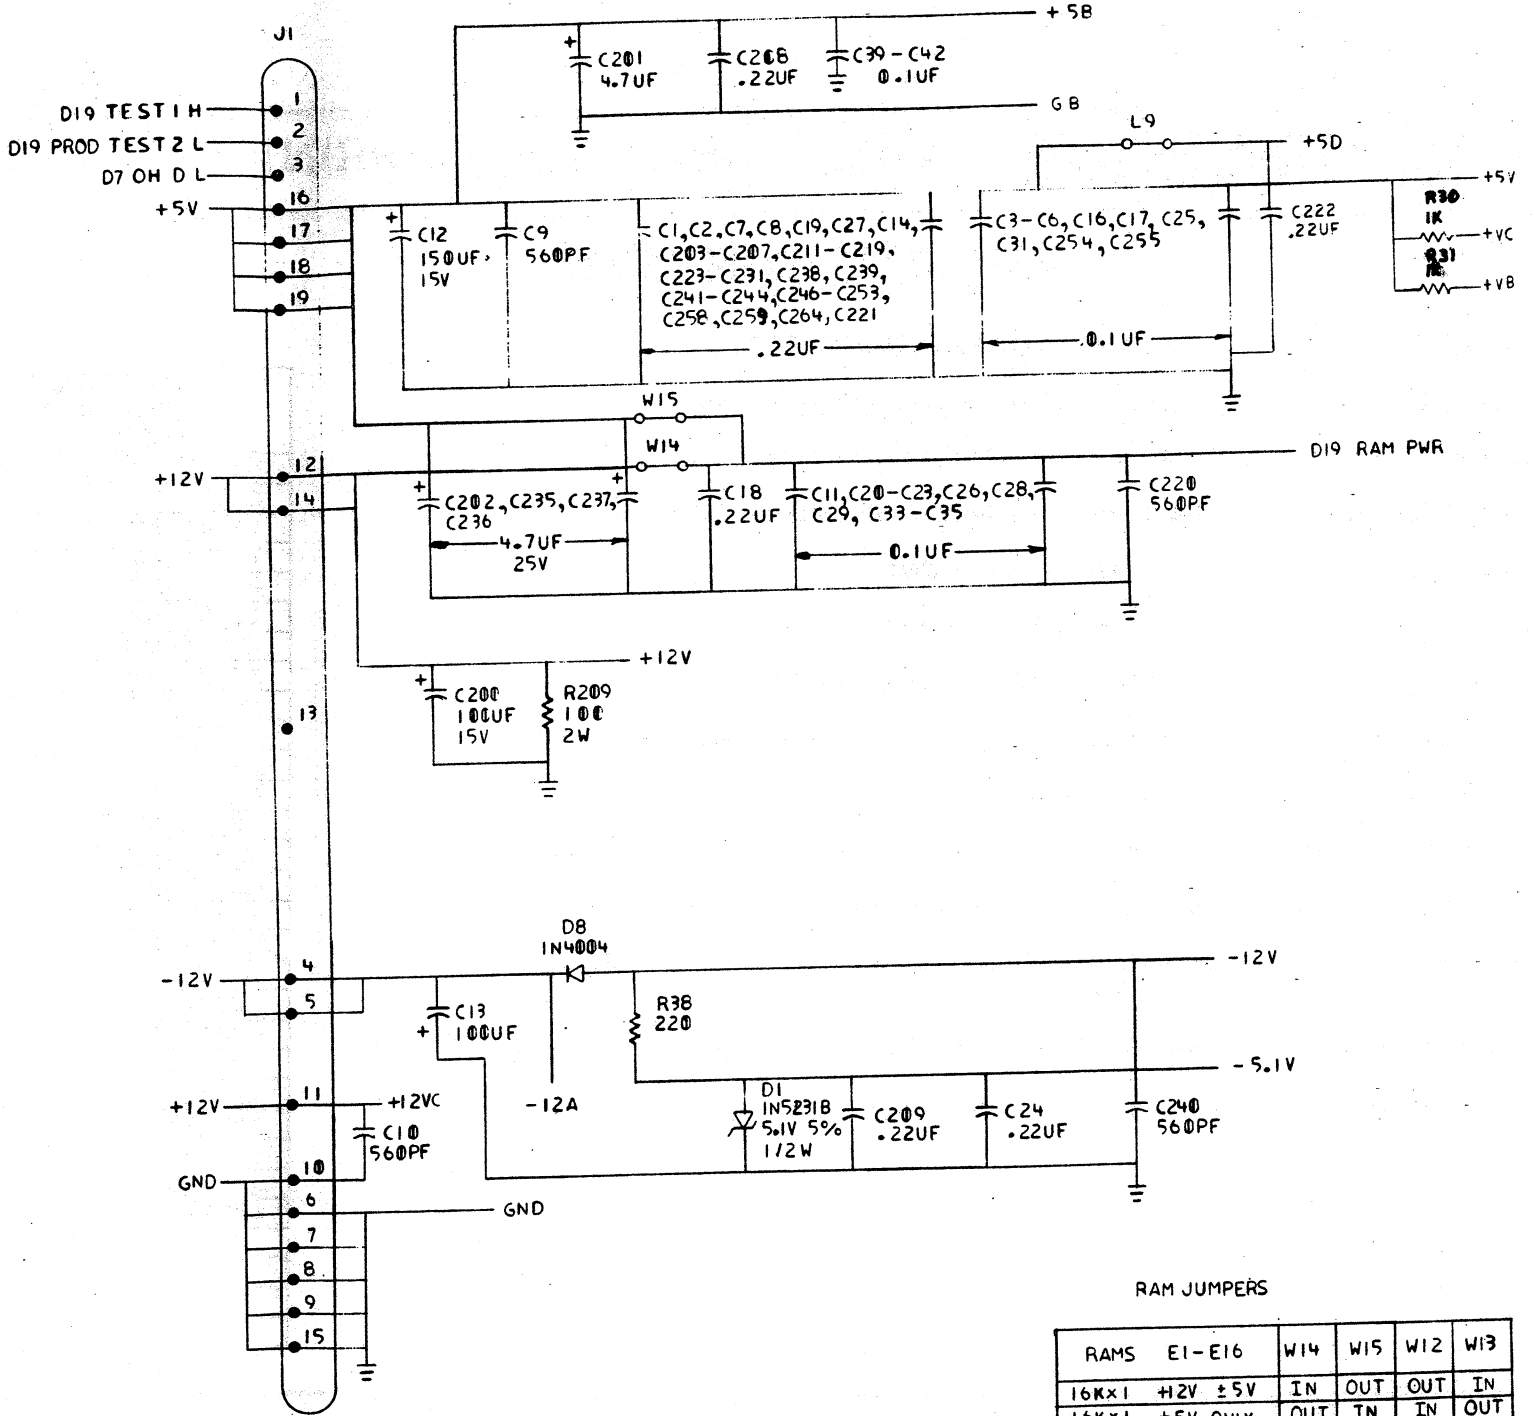 J1
D19 TEST 1 H
1
D19 PROD TEST 2 L
2
D7 OH D L
3
+5V
16
17
18
19
+5B
+
C201
4.7UF
C208
.22UF
C39-C42
0.1UF
GB
L9
+5D
+5V
+
C12
150UF
15V
C9
560PF
C1,C2,C7,C8,C19,C27,C14,
C203-C207,C211-C219,
C223-C231,C238,C239,
C241-C244,C246-C253,
C258,C259,C264,C221
.22UF
C3-C6,C16,C17,C25,
C31,C254,C255
0.1UF
C222
.22UF
R30
1K
+VC
R31
+VB
W15
W14
D19 RAM PWR
+12V
12
14
+
C202,C235,C237,
C236
4.7UF
25V
+
C18
.22UF
C11,C20-C23,C26,C28,
C29, C33-C35
0.1UF
C220
560PF
+12V
+
C200
100UF
15V
R209
100
2W
13
D8
1N4004
-12V
4
5
C13
+ 100UF
-12A
R38
220
-12V
-5.1V
D1
1N5231B
5.1V 5%
1/2W
C209
.22UF
C24
.22UF
C240
560PF
+12V
11
+12VC
C10
560PF
GND
10
6
GND
7
8
9
15
RAM JUMPERS
RAMS E1-E16 W14 W15 W12 W13
16K×1 +12V ±5V IN OUT OUT IN
16K×1 +5V ONLY OUT IN IN OUT